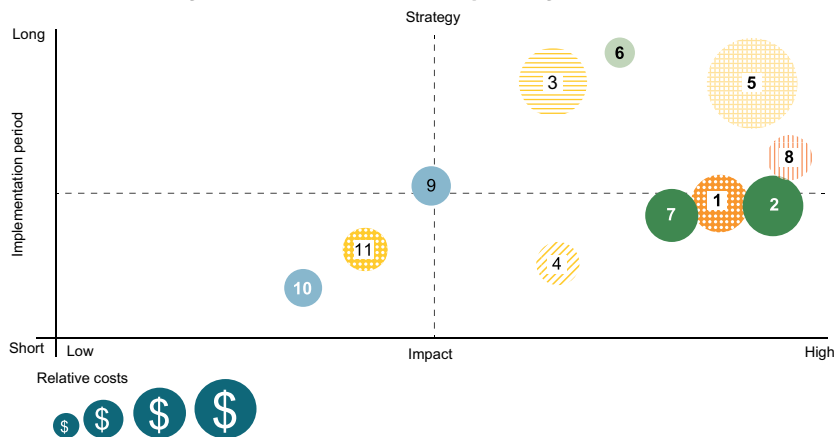 Strategy
Long
6
3
5
8
9
1
2
7
11
4
10
Implementation period
Short
Low
Impact
High
Relative costs
$
$
$
$